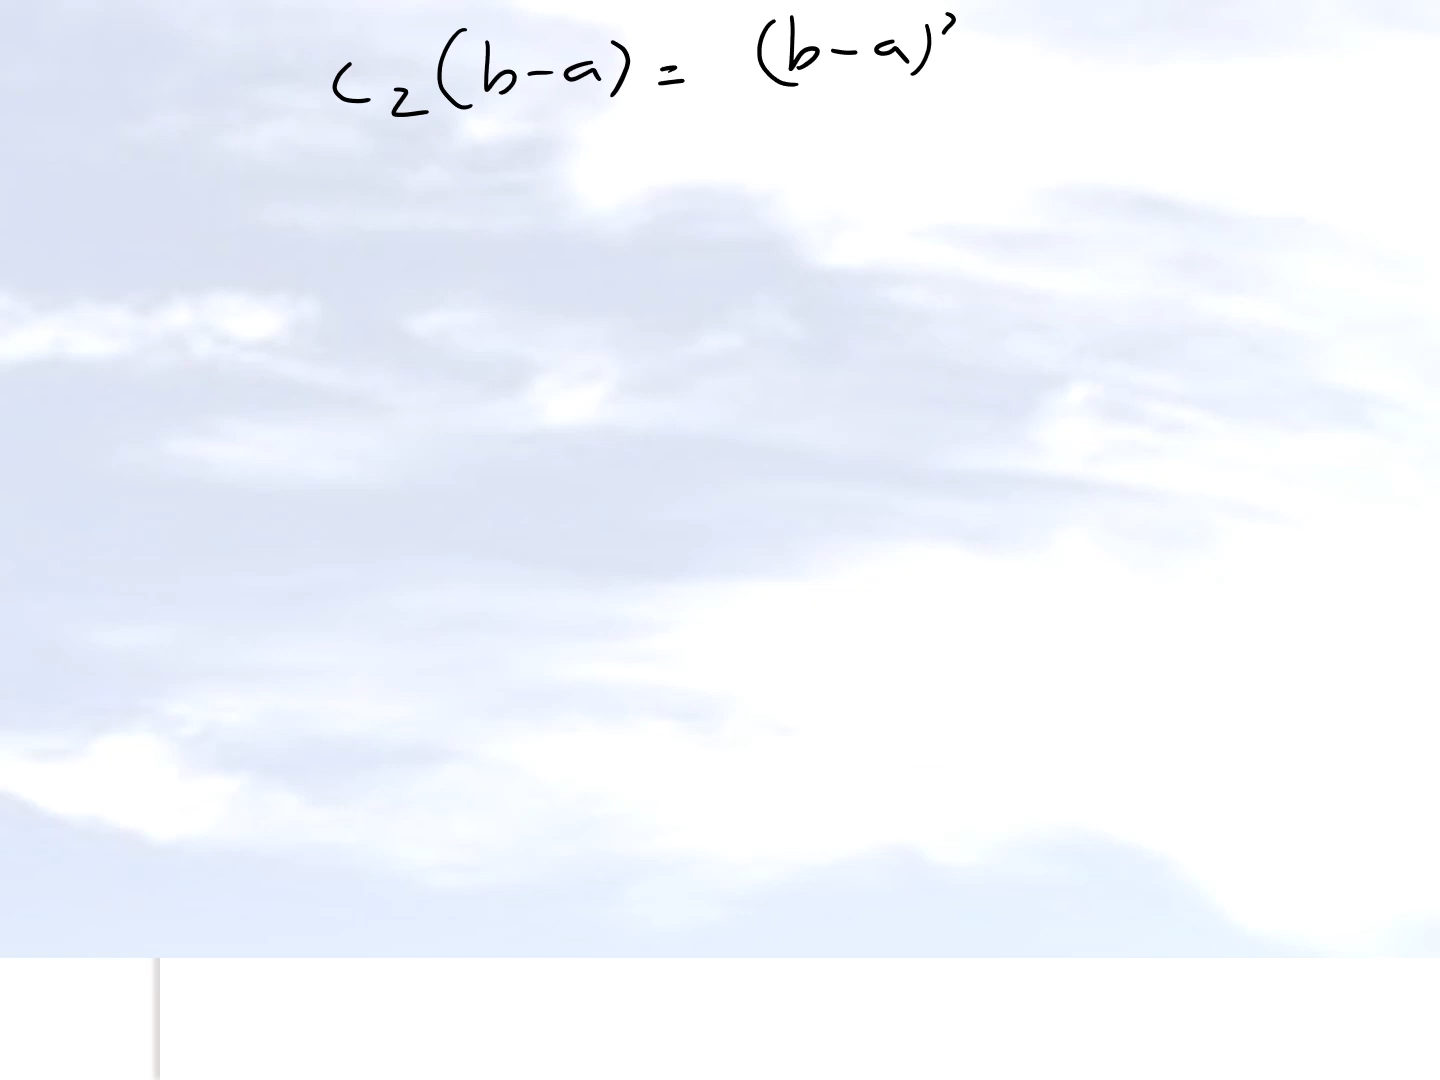 c₂(b-a) = (b-a)²